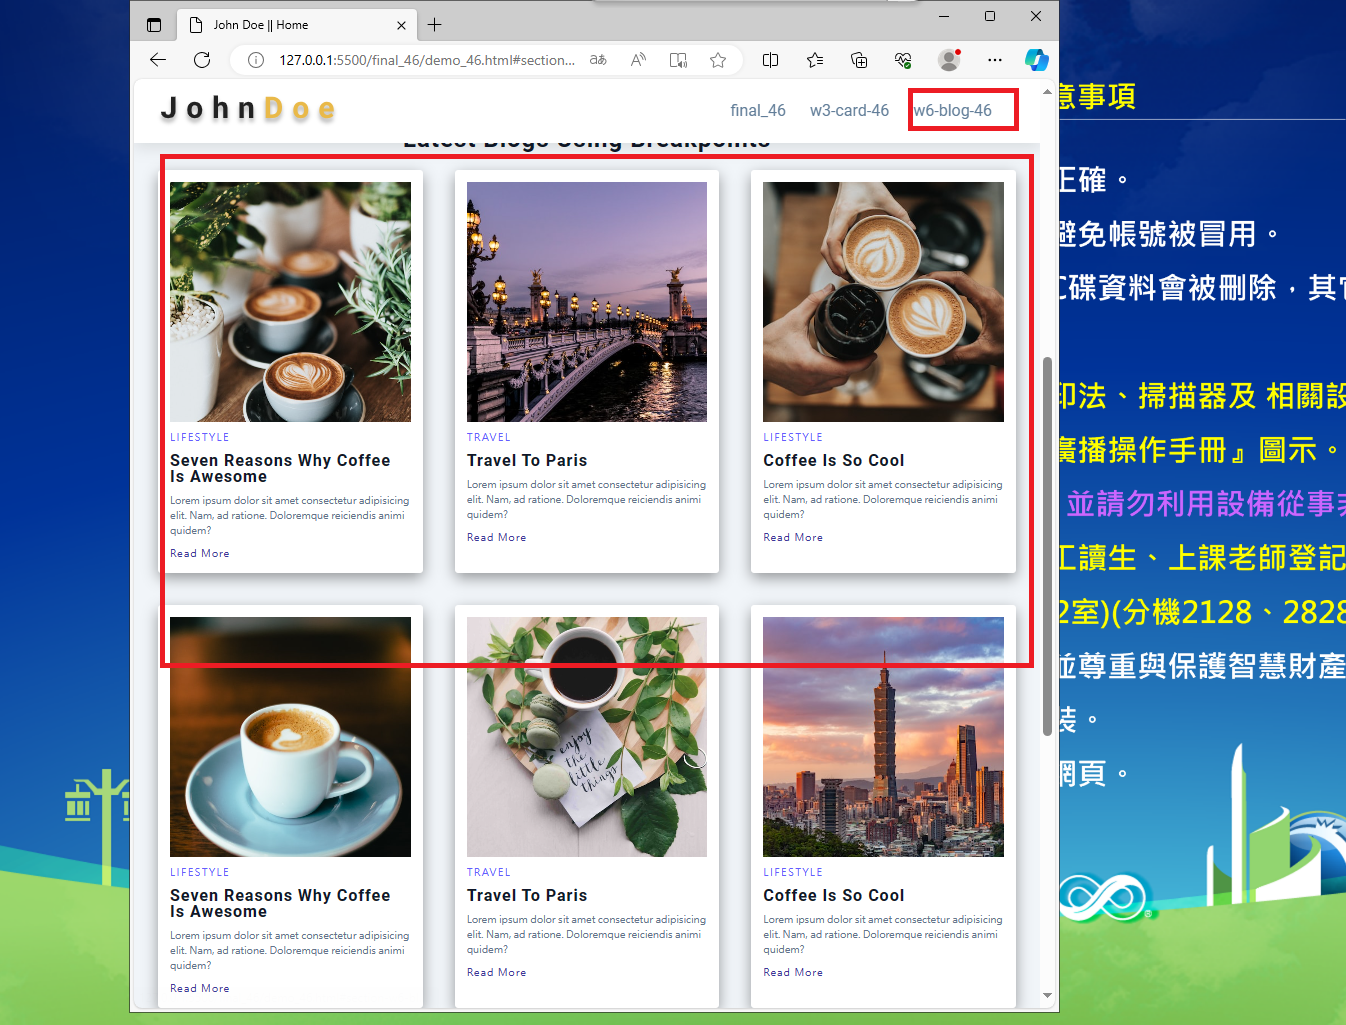 John Doe || Home
127.0.0.1:5500/final_46/demo_46.html#section...
JohnDoe
final_46
w3-card-46
w6-blog-46
Latest Blogs Using Breakpoints
LIFESTYLE
Seven Reasons Why Coffee
Is Awesome
Lorem ipsum dolor sit amet consectetur adipisicing
elit. Nam, ad ratione. Doloremque reiciendis animi
quidem?
Read More
TRAVEL
Travel To Paris
Lorem ipsum dolor sit amet consectetur adipisicing
elit. Nam, ad ratione. Doloremque reiciendis animi
quidem?
Read More
LIFESTYLE
Coffee Is So Cool
Lorem ipsum dolor sit amet consectetur adipisicing
elit. Nam, ad ratione. Doloremque reiciendis animi
quidem?
Read More
enjoy
the
little
things
LIFESTYLE
Seven Reasons Why Coffee
Is Awesome
Lorem ipsum dolor sit amet consectetur adipisicing
elit. Nam, ad ratione. Doloremque reiciendis animi
quidem?
Read More
TRAVEL
Travel To Paris
Lorem ipsum dolor sit amet consectetur adipisicing
elit. Nam, ad ratione. Doloremque reiciendis animi
quidem?
Read More
LIFESTYLE
Coffee Is So Cool
Lorem ipsum dolor sit amet consectetur adipisicing
elit. Nam, ad ratione. Doloremque reiciendis animi
quidem?
Read More
意事項
正確。
避免帳號被冒用。
C碟資料會被刪除，其它
印法、掃描器及 相關設
廣播操作手冊』圖示。
並請勿利用設備從事非
工讀生、上課老師登記
2室)(分機2128、2828
並尊重與保護智慧財產
裝。
網頁。